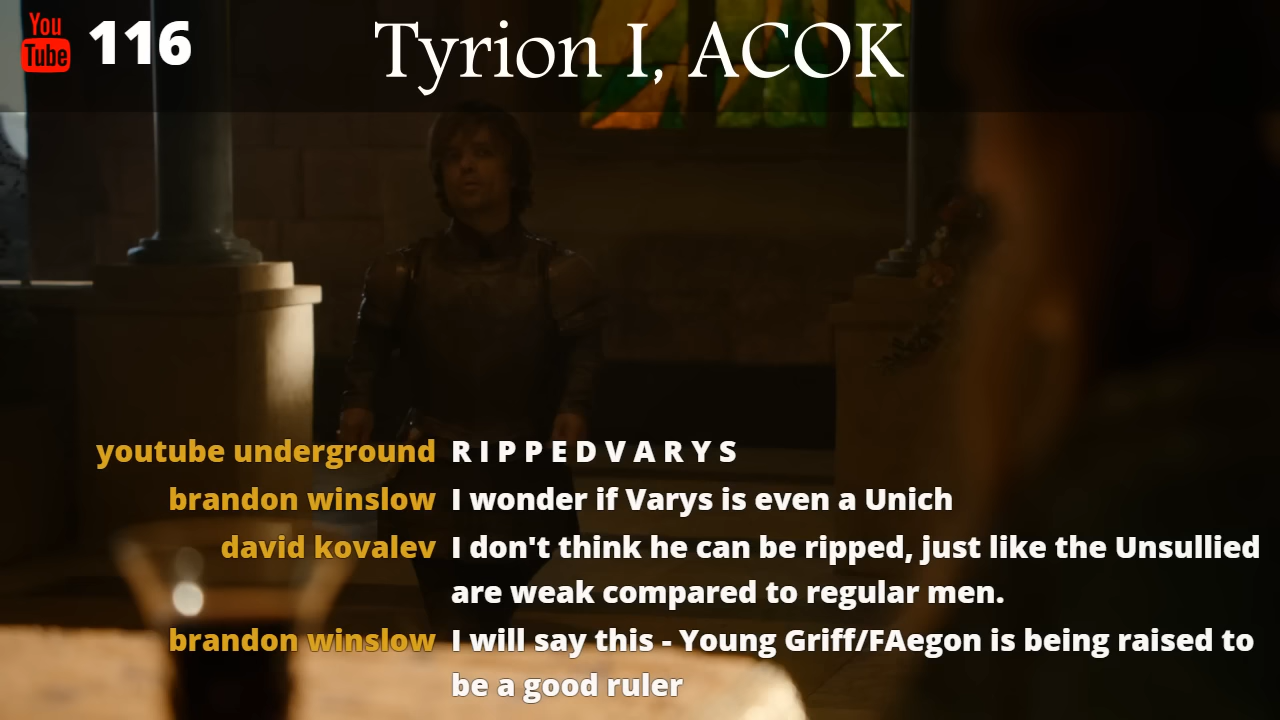 You Tube 116
Tyrion I, ACOK
youtube underground R I P P E D V A R Y S
brandon winslow I wonder if Varys is even a Unich
david kovalev I don't think he can be ripped, just like the Unsullied
are weak compared to regular men.
brandon winslow I will say this - Young Griff/FAegon is being raised to
be a good ruler